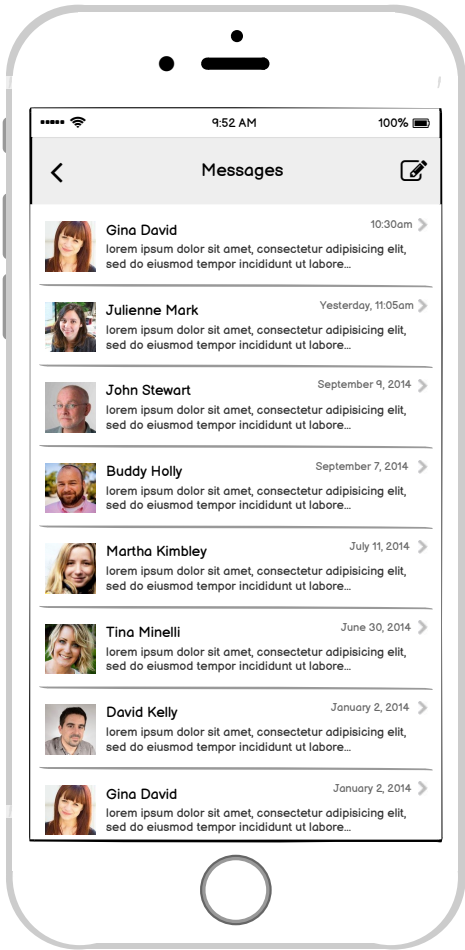 9:52 AM 100%
Messages
Gina David 10:30am
lorem ipsum dolor sit amet, consectetur adipisicing elit,
sed do eiusmod tempor incididunt ut labore...
Julienne Mark Yesterday, 11:05am
lorem ipsum dolor sit amet, consectetur adipisicing elit,
sed do eiusmod tempor incididunt ut labore...
John Stewart September 9, 2014
lorem ipsum dolor sit amet, consectetur adipisicing elit,
sed do eiusmod tempor incididunt ut labore...
Buddy Holly September 7, 2014
lorem ipsum dolor sit amet, consectetur adipisicing elit,
sed do eiusmod tempor incididunt ut labore...
Martha Kimbley July 11, 2014
lorem ipsum dolor sit amet, consectetur adipisicing elit,
sed do eiusmod tempor incididunt ut labore...
Tina Minelli June 30, 2014
lorem ipsum dolor sit amet, consectetur adipisicing elit,
sed do eiusmod tempor incididunt ut labore...
David Kelly January 2, 2014
lorem ipsum dolor sit amet, consectetur adipisicing elit,
sed do eiusmod tempor incididunt ut labore...
Gina David January 2, 2014
lorem ipsum dolor sit amet, consectetur adipisicing elit,
sed do eiusmod tempor incididunt ut labore...